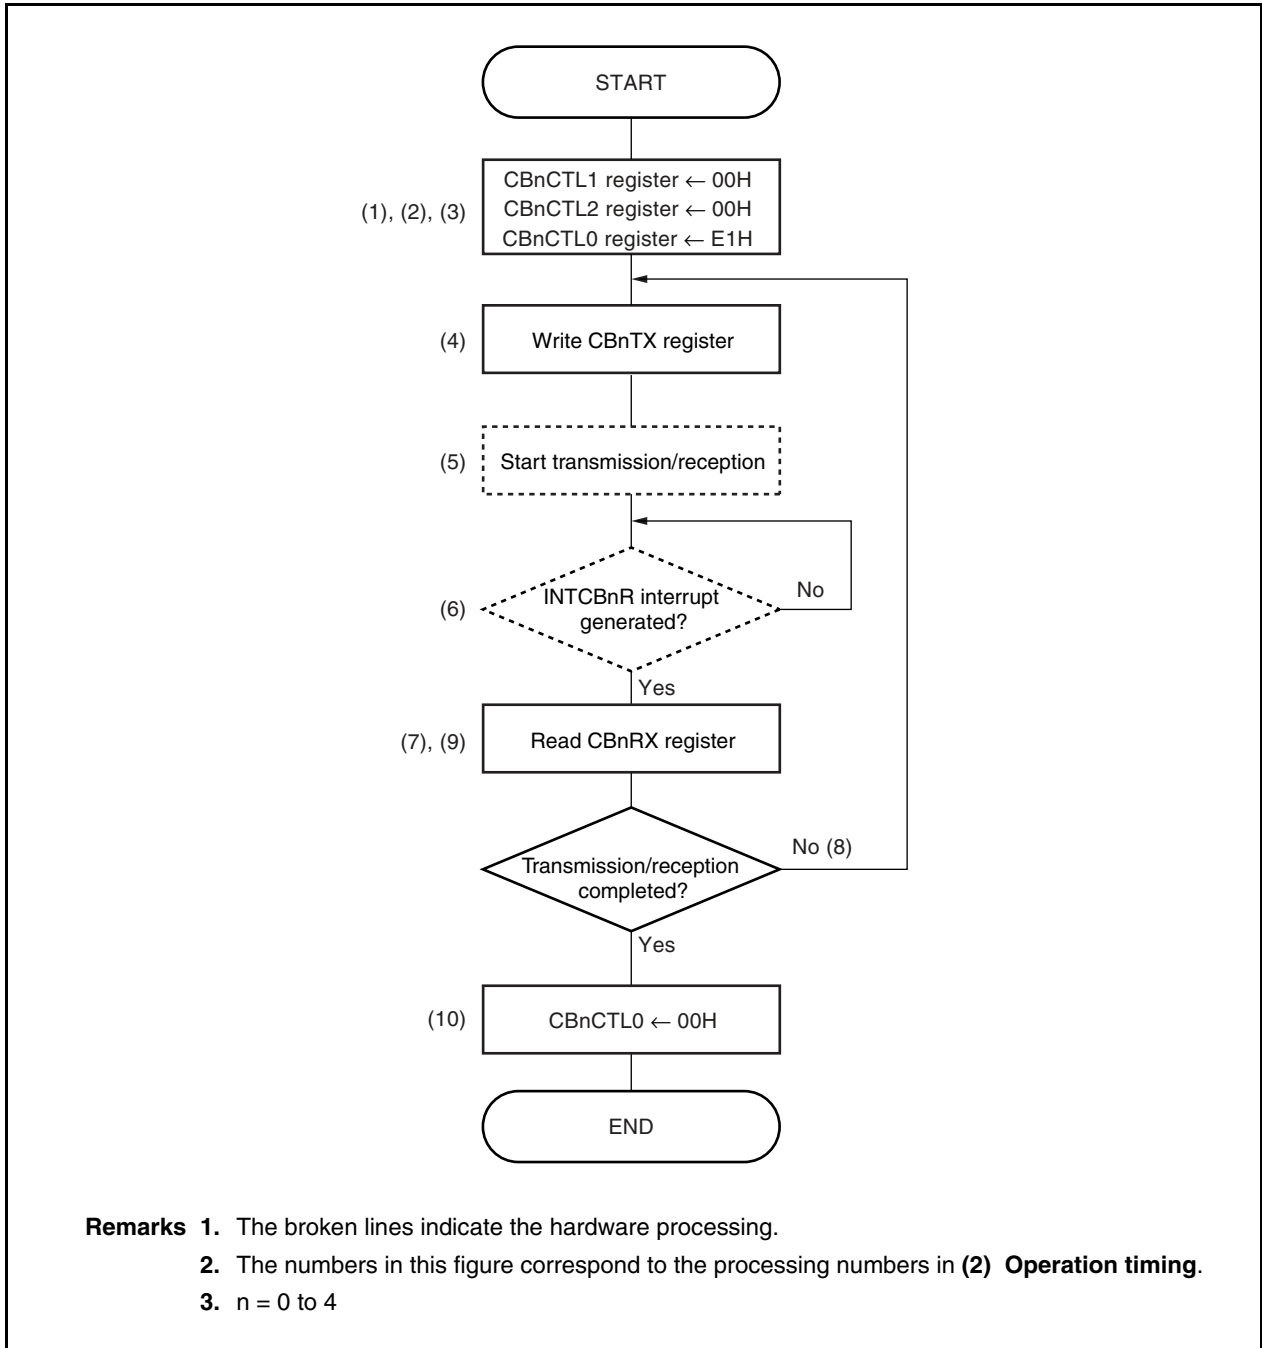 START
CBnCTL1 register ← 00H
CBnCTL2 register ← 00H
(1), (2), (3)
CBnCTL0 register ← E1H
(4)
Write CBnTX register
(5)
Start transmission/reception
INTCBnR interrupt
No
(6)
generated?
Yes
(7), (9)
Read CBnRX register
No (8)
Transmission/reception
completed?
Yes
(10)
CBnCTL0 ← 00H
END
Remarks 1. The broken lines indicate the hardware processing.
2. The numbers in this figure correspond to the processing numbers in (2) Operation timing.
3. n = 0 to 4